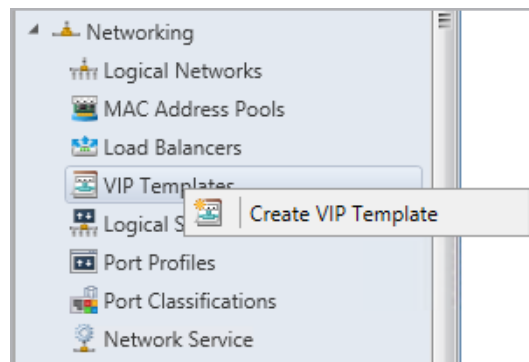 Networking
Logical Networks
MAC Address Pools
Load Balancers
VIP Templates
Create VIP Template
Logical S
Port Profiles
Port Classifications
Network Service